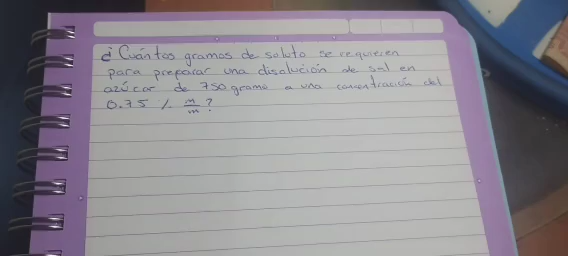 ¿Cuántos gramos de soluto se requieren
para preparar una disolución de sal en
azúcar de 750 gramo a una concentración del
0.75 % m/m?